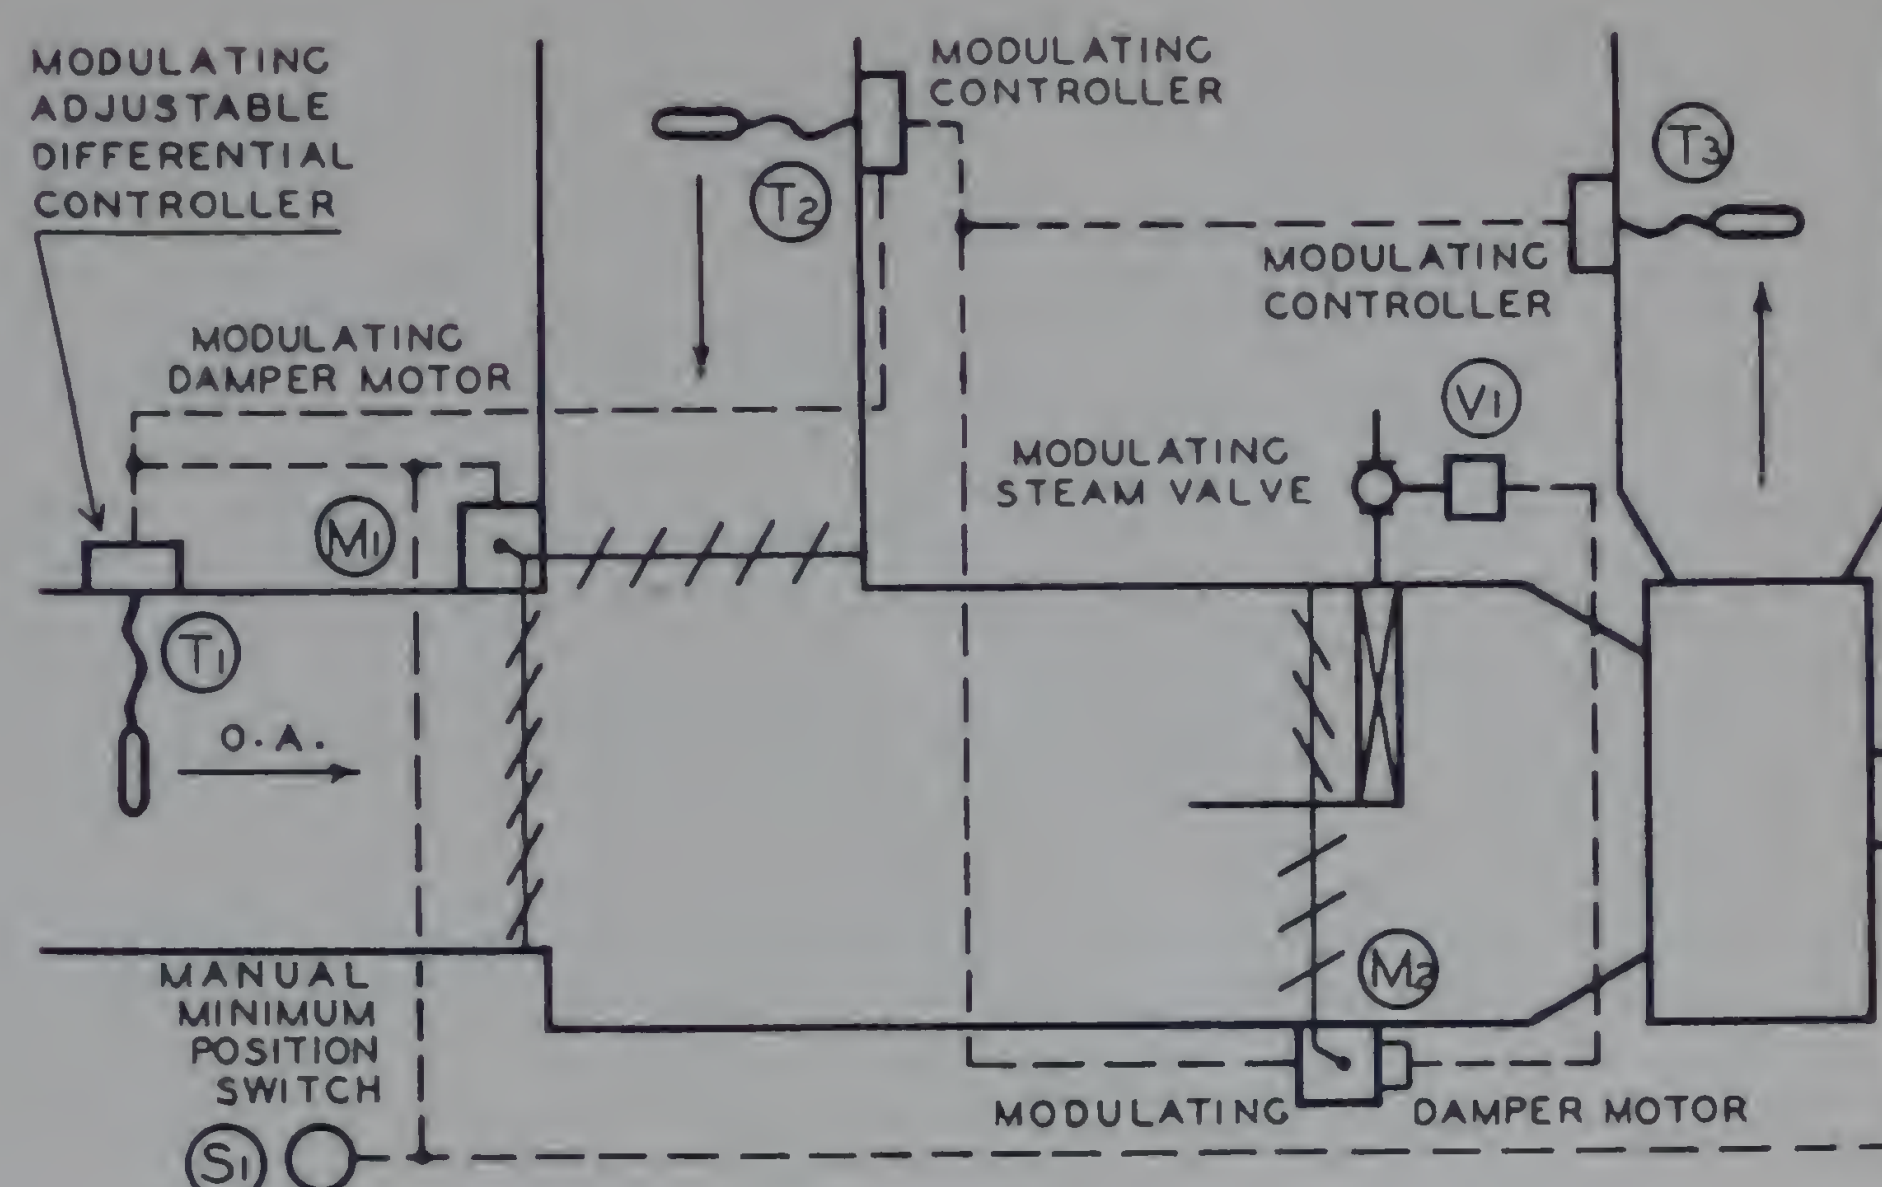 MODULATING
ADJUSTABLE
DIFFERENTIAL
CONTROLLER
MODULATING
CONTROLLER
T2
T3
MODULATING
CONTROLLER
MODULATING
DAMPER MOTOR
V1
MODULATING
STEAM VALVE
M1
T1
O.A.
M2
MANUAL
MINIMUM
POSITION
SWITCH
S1
MODULATING DAMPER MOTOR